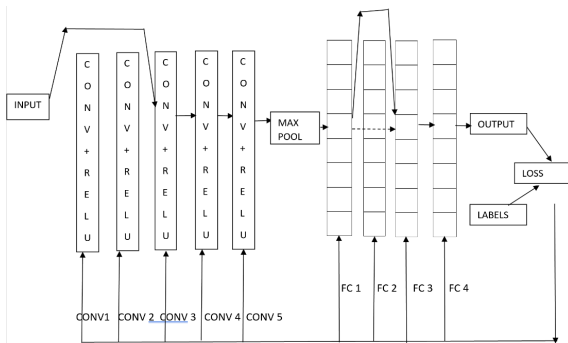 INPUT
C O N V + R E L U
C O N V + R E L U
C O N V + R E L U
C O N V + R E L U
C O N V + R E L U
MAX
POOL
OUTPUT
LOSS
LABELS
FC 1
FC 2
FC 3
FC 4
CONV1 CONV 2 CONV 3 CONV 4 CONV 5